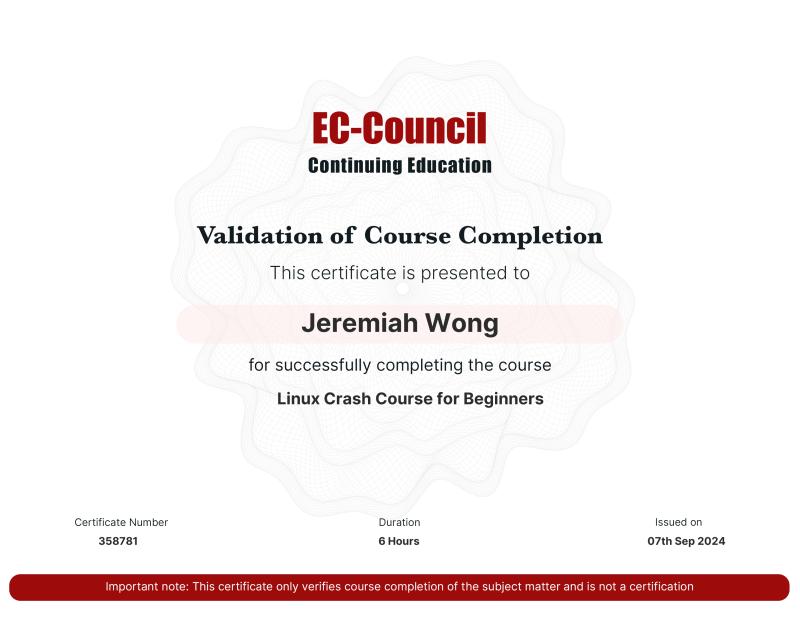 EC-Council
Continuing Education
Validation of Course Completion
This certificate is presented to
Jeremiah Wong
for successfully completing the course
Linux Crash Course for Beginners
Certificate Number
358781
Duration
6 Hours
Issued on
07th Sep 2024
Important note: This certificate only verifies course completion of the subject matter and is not a certification